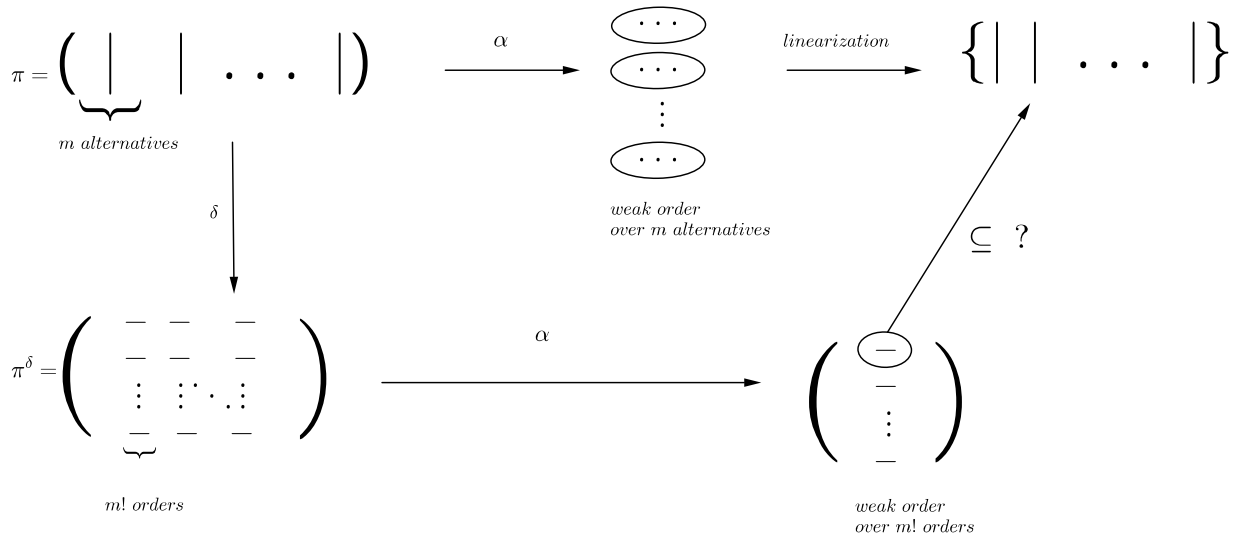 π = ( | | . . . | )
m alternatives
α
. . .
. . .
⋮
. . .
weak order
over m alternatives
linearization
{ | | . . . | }
δ
⊆ ?
π^δ = ( — — — — — — ⋮ ⋮ ⋱ ⋮ — — — )
m! orders
α
( — — ⋮ — )
weak order
over m! orders